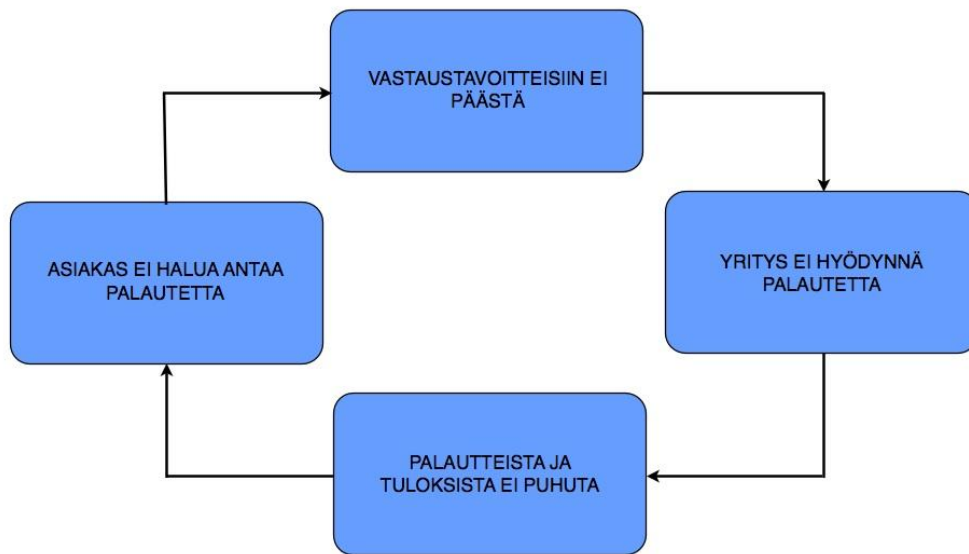 VASTAUSTAVOITTEISIIN EI
PÄÄSTÄ
YRITYS EI HYÖDYNNÄ
PALAUTETTA
PALAUTTEISTA JA
TULOKSISTA EI PUHUTA
ASIAKAS EI HALUA ANTAA
PALAUTETTA